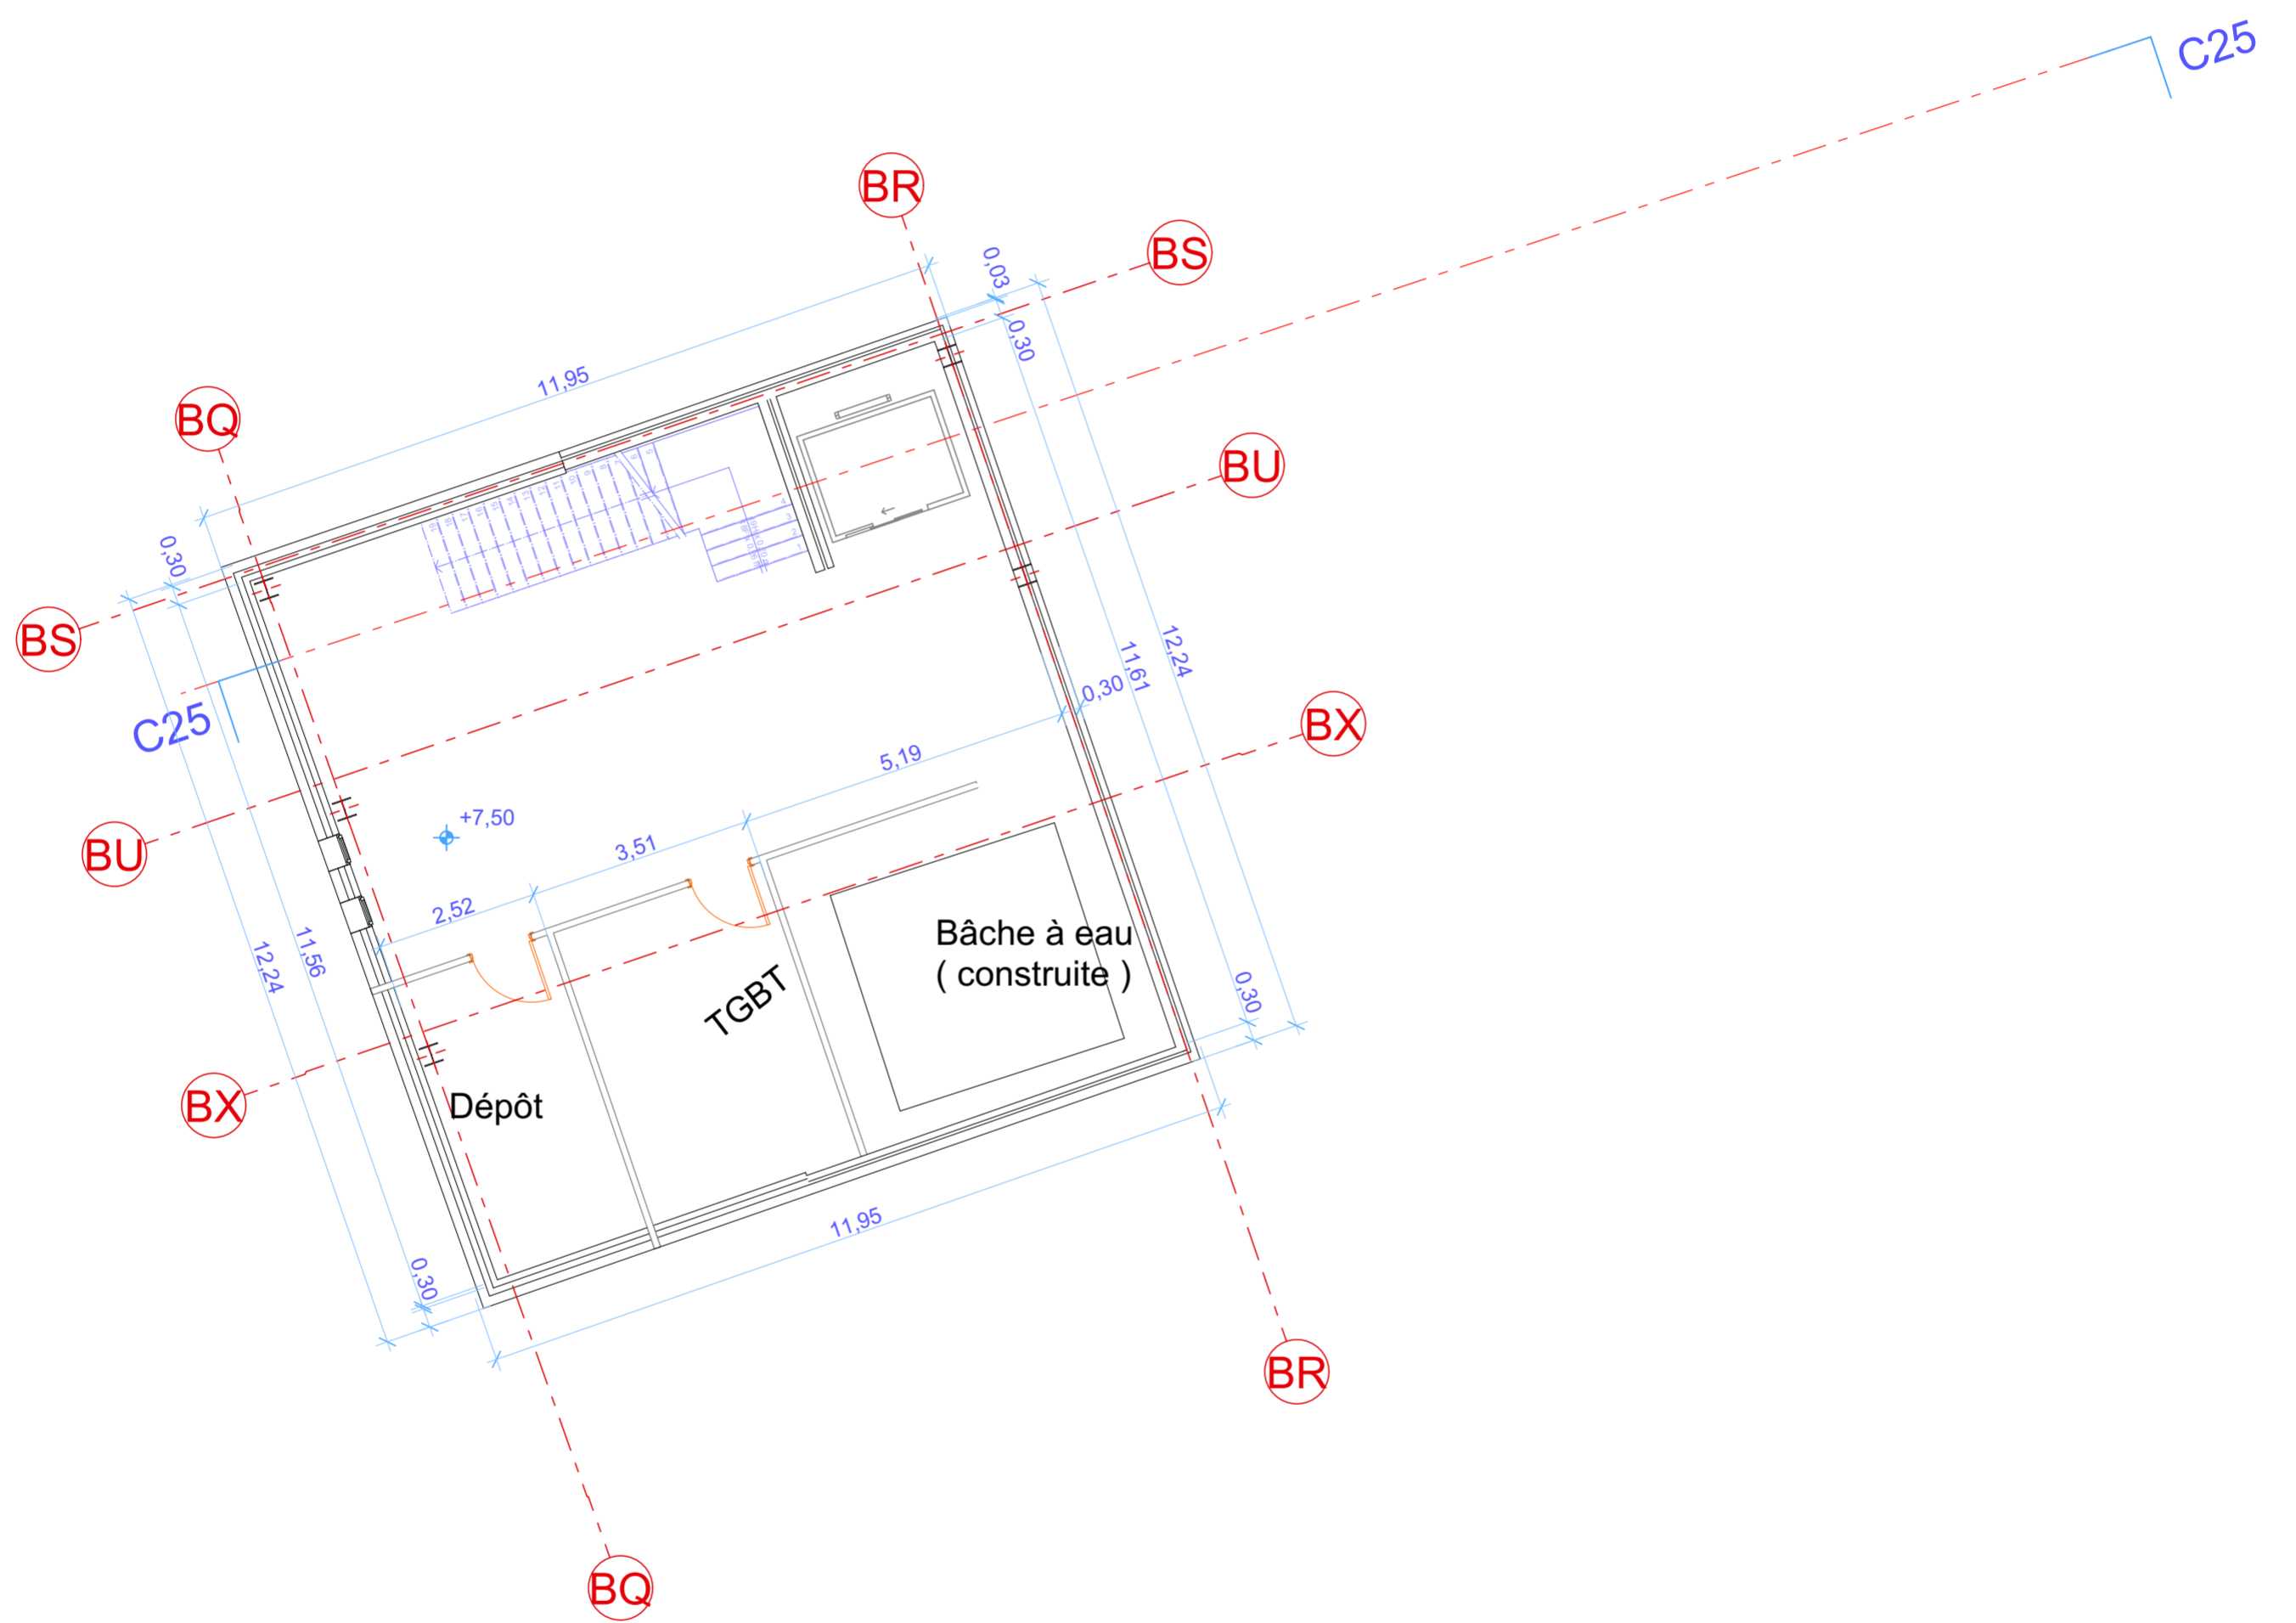 C25
BR
BS
0,03
0,30
11,95
BQ
BU
0,30
BS
12,24
11,61
0,30
C25
BX
5,19
+7,50
3,51
BU
2,52
Bâche à eau
( construite )
TGBT
11,56
12,24
0,30
BX
Dépôt
11,95
0,30
BR
BQ